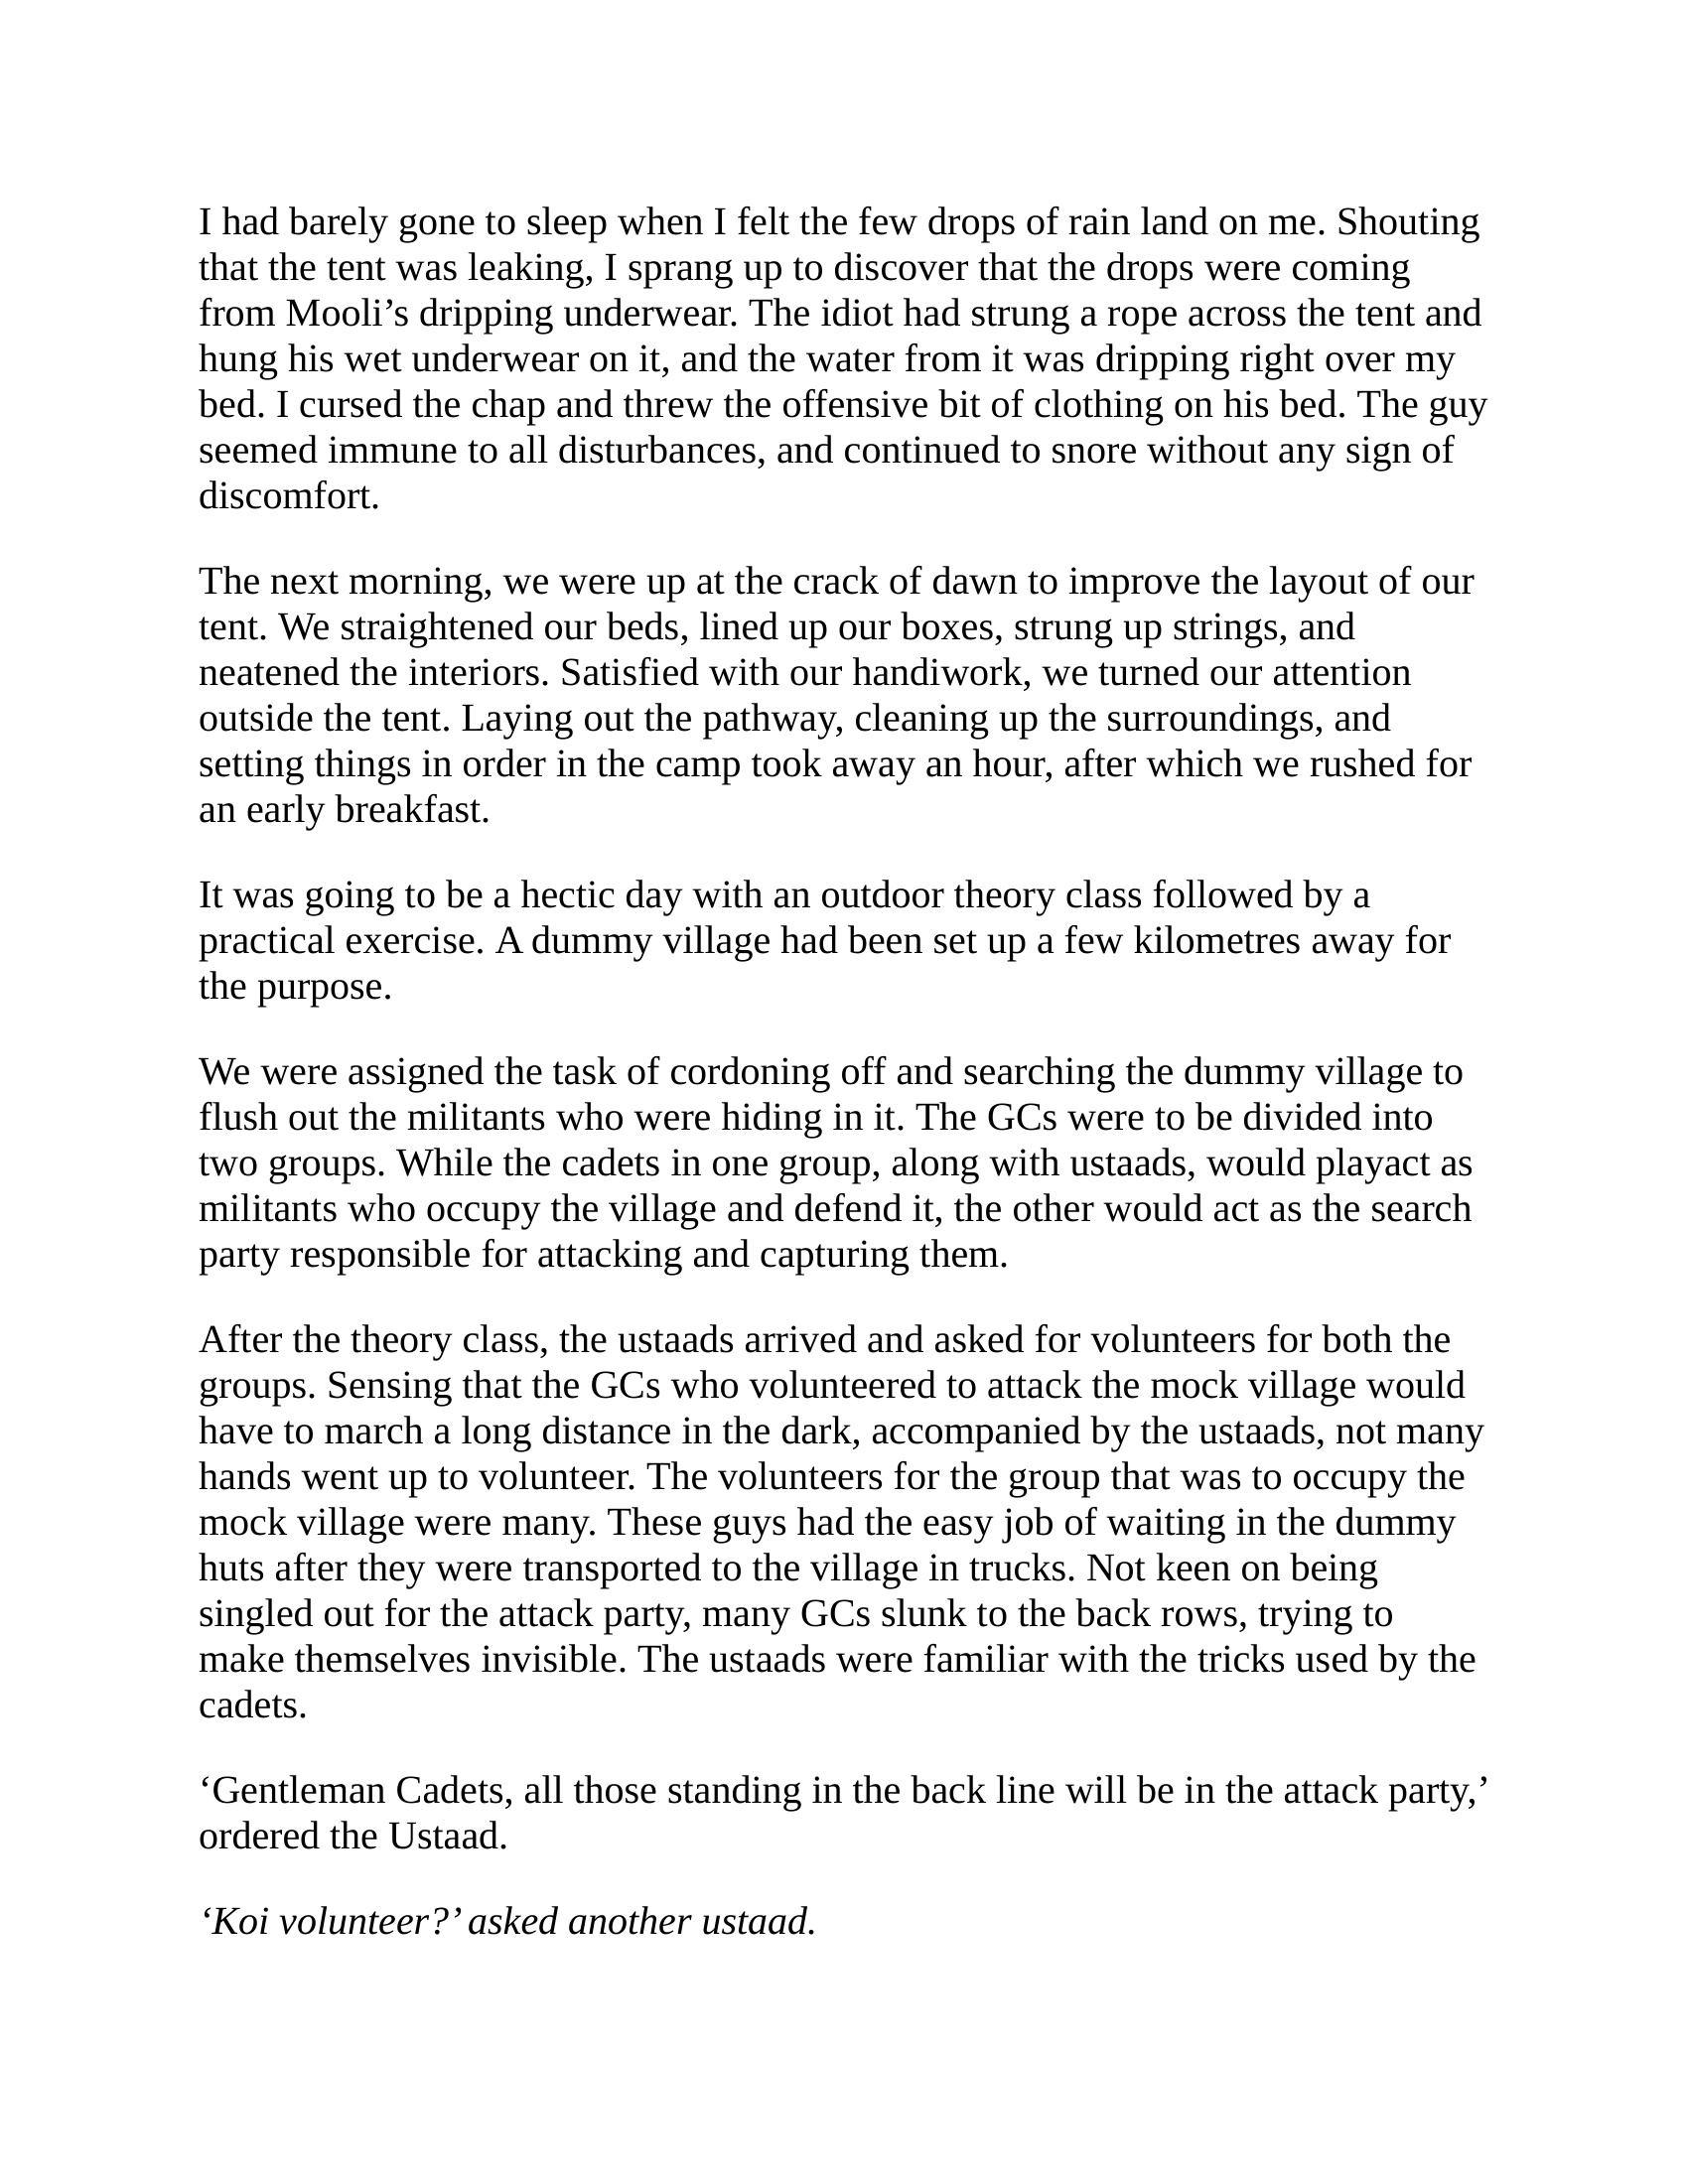 I had barely gone to sleep when I felt the few drops of rain land on me. Shouting
that the tent was leaking, I sprang up to discover that the drops were coming
from Mooli’s dripping underwear. The idiot had strung a rope across the tent and
hung his wet underwear on it, and the water from it was dripping right over my
bed. I cursed the chap and threw the offensive bit of clothing on his bed. The guy
seemed immune to all disturbances, and continued to snore without any sign of
discomfort.
The next morning, we were up at the crack of dawn to improve the layout of our
tent. We straightened our beds, lined up our boxes, strung up strings, and
neatened the interiors. Satisfied with our handiwork, we turned our attention
outside the tent. Laying out the pathway, cleaning up the surroundings, and
setting things in order in the camp took away an hour, after which we rushed for
an early breakfast.
It was going to be a hectic day with an outdoor theory class followed by a
practical exercise. A dummy village had been set up a few kilometres away for
the purpose.
We were assigned the task of cordoning off and searching the dummy village to
flush out the militants who were hiding in it. The GCs were to be divided into
two groups. While the cadets in one group, along with ustaads, would playact as
militants who occupy the village and defend it, the other would act as the search
party responsible for attacking and capturing them.
After the theory class, the ustaads arrived and asked for volunteers for both the
groups. Sensing that the GCs who volunteered to attack the mock village would
have to march a long distance in the dark, accompanied by the ustaads, not many
hands went up to volunteer. The volunteers for the group that was to occupy the
mock village were many. These guys had the easy job of waiting in the dummy
huts after they were transported to the village in trucks. Not keen on being
singled out for the attack party, many GCs slunk to the back rows, trying to
make themselves invisible. The ustaads were familiar with the tricks used by the
cadets.
‘Gentleman Cadets, all those standing in the back line will be in the attack party,’
ordered the Ustaad.
‘Koi volunteer?’ asked another ustaad.